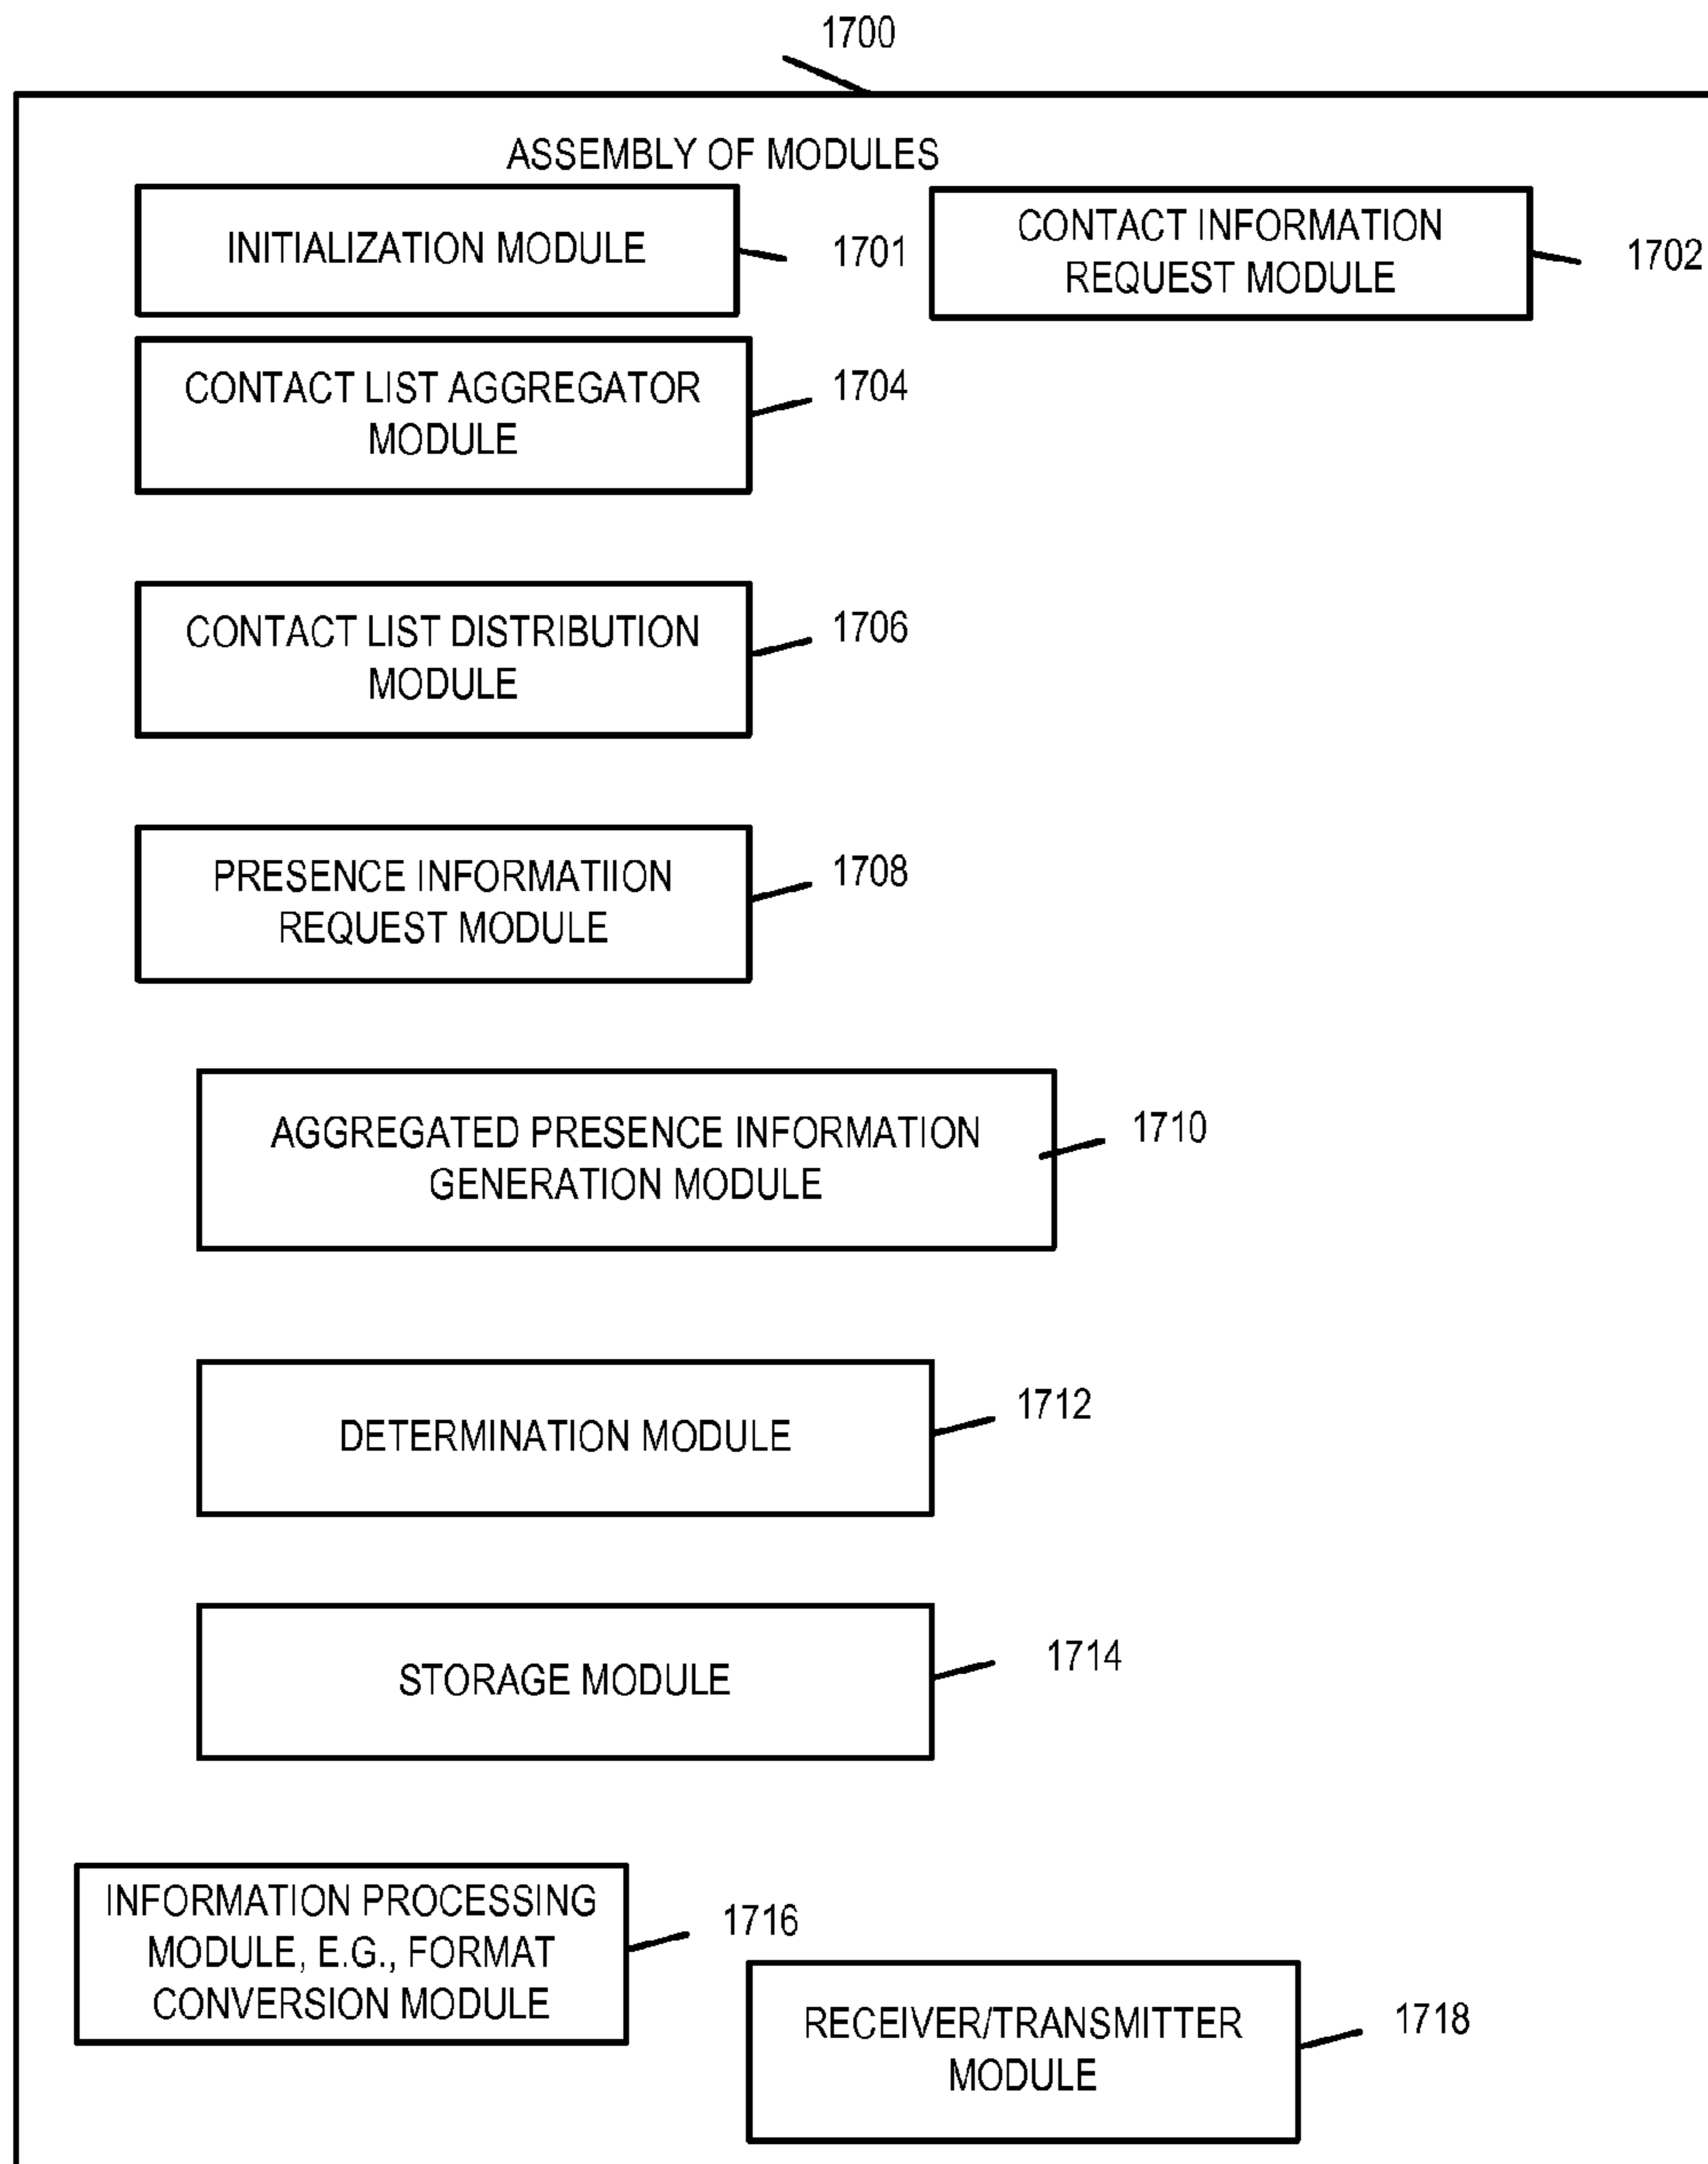 1700
ASSEMBLY OF MODULES
INITIALIZATION MODULE
1701
CONTACT INFORMATION
REQUEST MODULE
1702
CONTACT LIST AGGREGATOR
MODULE
1704
CONTACT LIST DISTRIBUTION
MODULE
1706
PRESENCE INFORMATIION
REQUEST MODULE
1708
AGGREGATED PRESENCE INFORMATION
GENERATION MODULE
1710
DETERMINATION MODULE
1712
STORAGE MODULE
1714
INFORMATION PROCESSING
MODULE, E.G., FORMAT
CONVERSION MODULE
1716
RECEIVER/TRANSMITTER
MODULE
1718